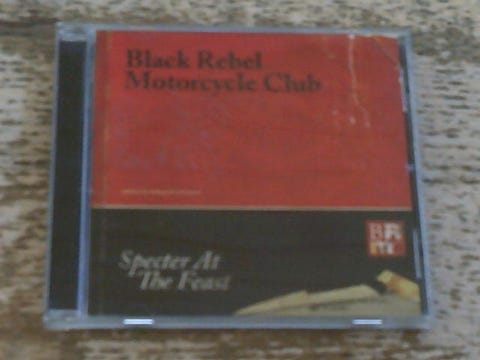 Black Rebel
Motorcycle Club
Specter At
The Feast